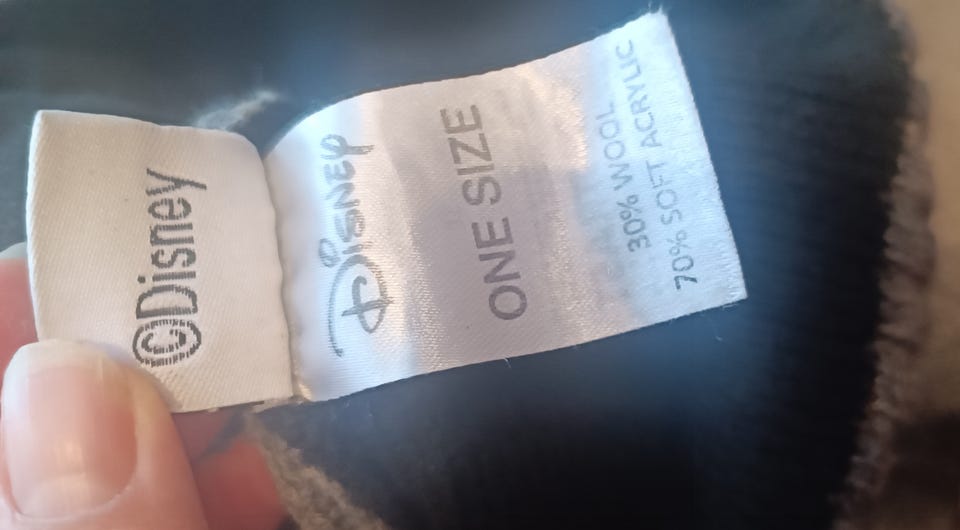 ©Disney
Disney
ONE SIZE
30% WOOL
70% SOFT ACRYLIC